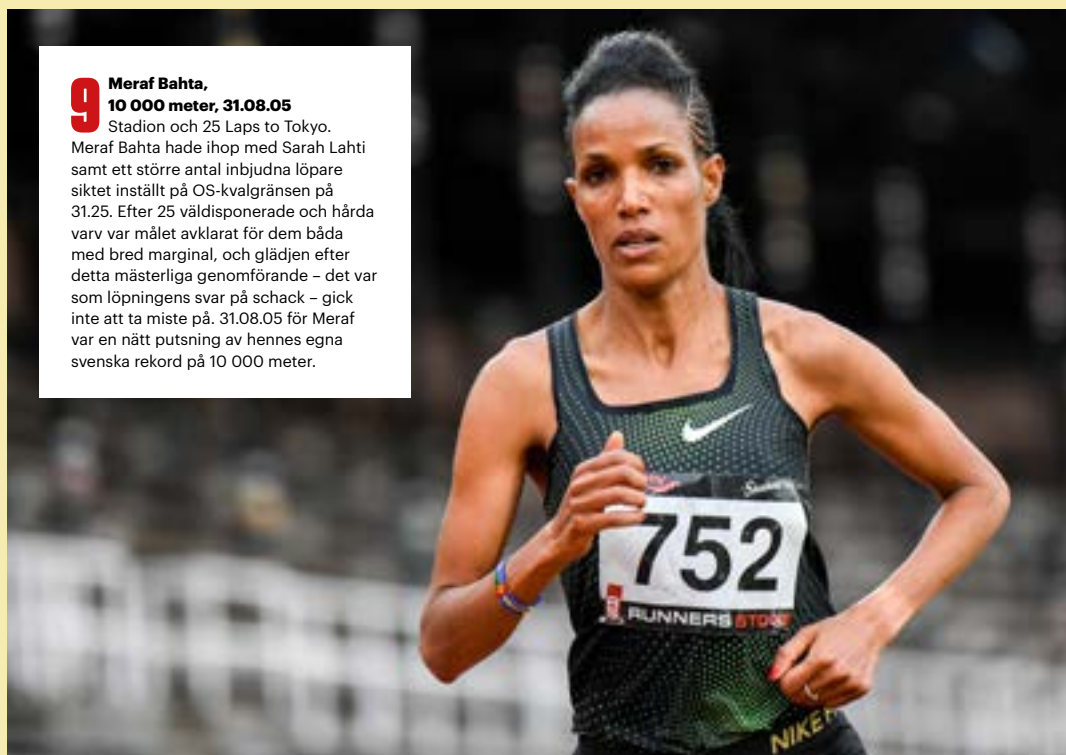 9
Meraf Bahta,
10 000 meter, 31.08.05
Stadion och 25 Laps to Tokyo.
Meraf Bahta hade ihop med Sarah Lahti
samt ett större antal inbjudna löpare
siktet inställt på OS-kvalgränsen på
31.25. Efter 25 väldisponerade och hårda
varv var målet avklarat för dem båda
med bred marginal, och glädjen efter
detta mästerliga genomförande – det var
som löpningens svar på schack – gick
inte att ta miste på. 31.08.05 för Meraf
var en nätt putsning av hennes egna
svenska rekord på 10 000 meter.
752
RUNNERS
NIKE